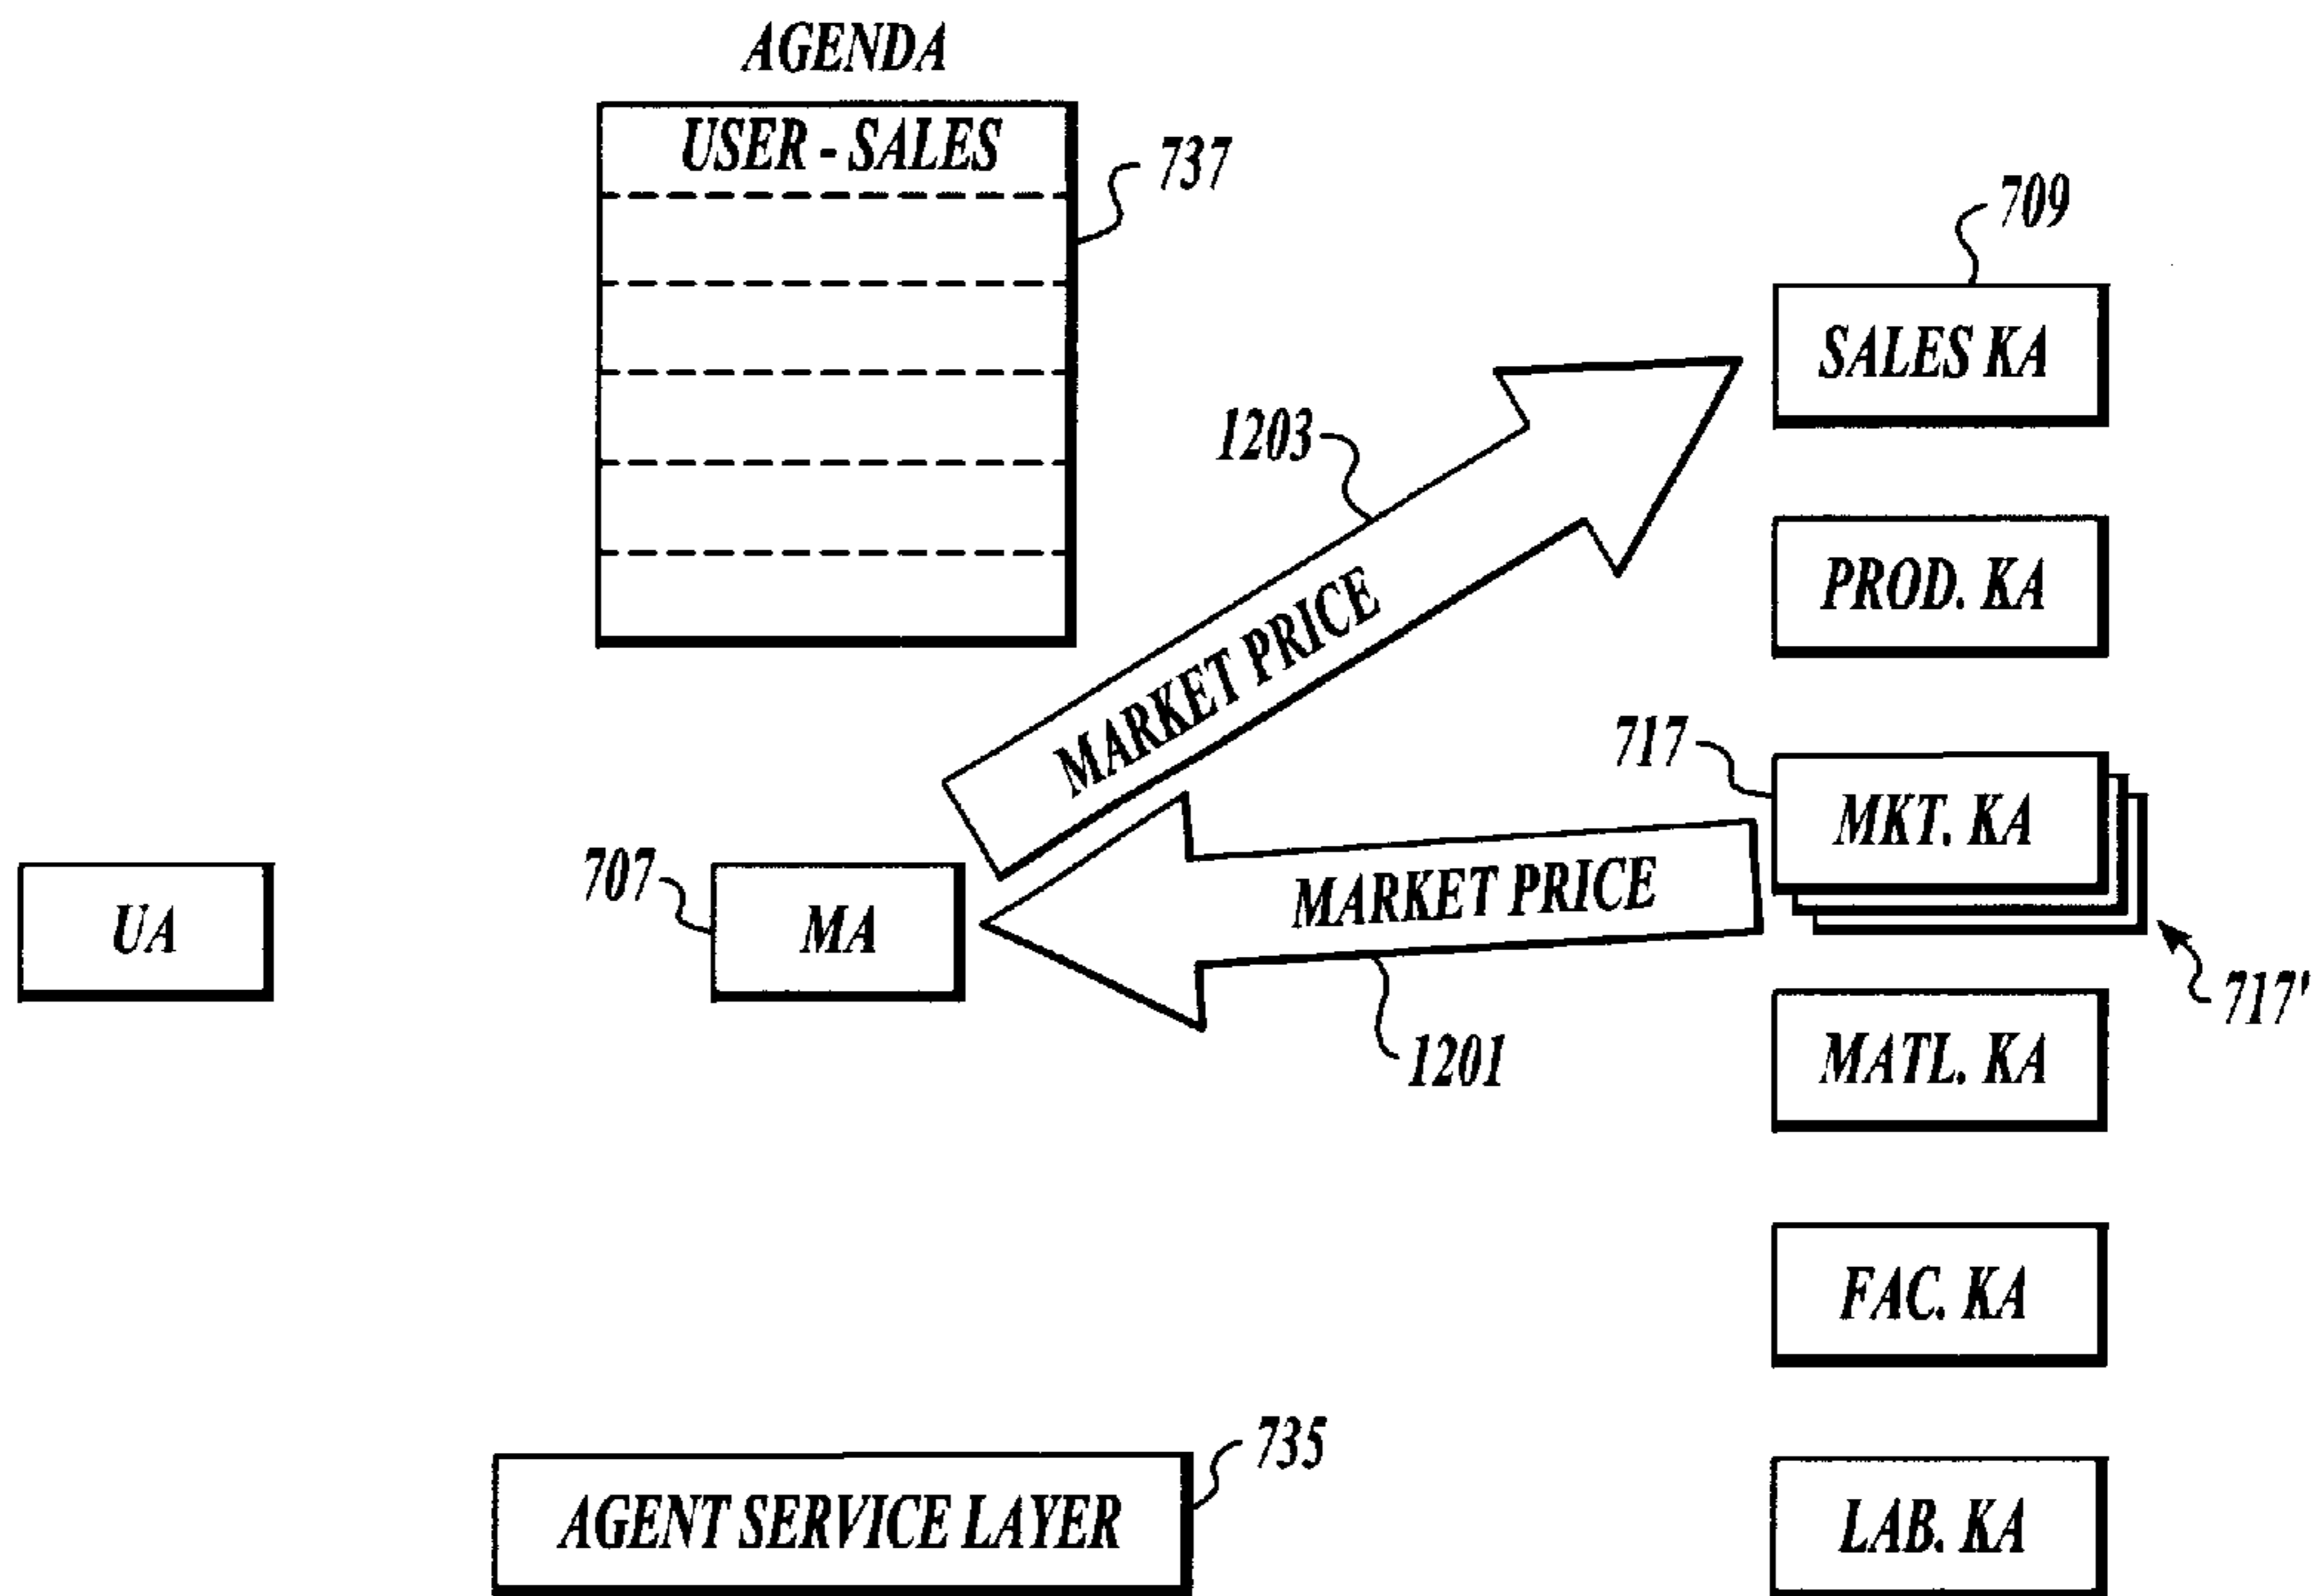 AGENDA
USER - SALES
737
709
SALES KA
1203
PROD. KA
MARKET PRICE
717
MKT. KA
707
UA
MA
MARKET PRICE
717'
1201
MATL. KA
FAC. KA
735
AGENT SERVICE LAYER
LAB. KA